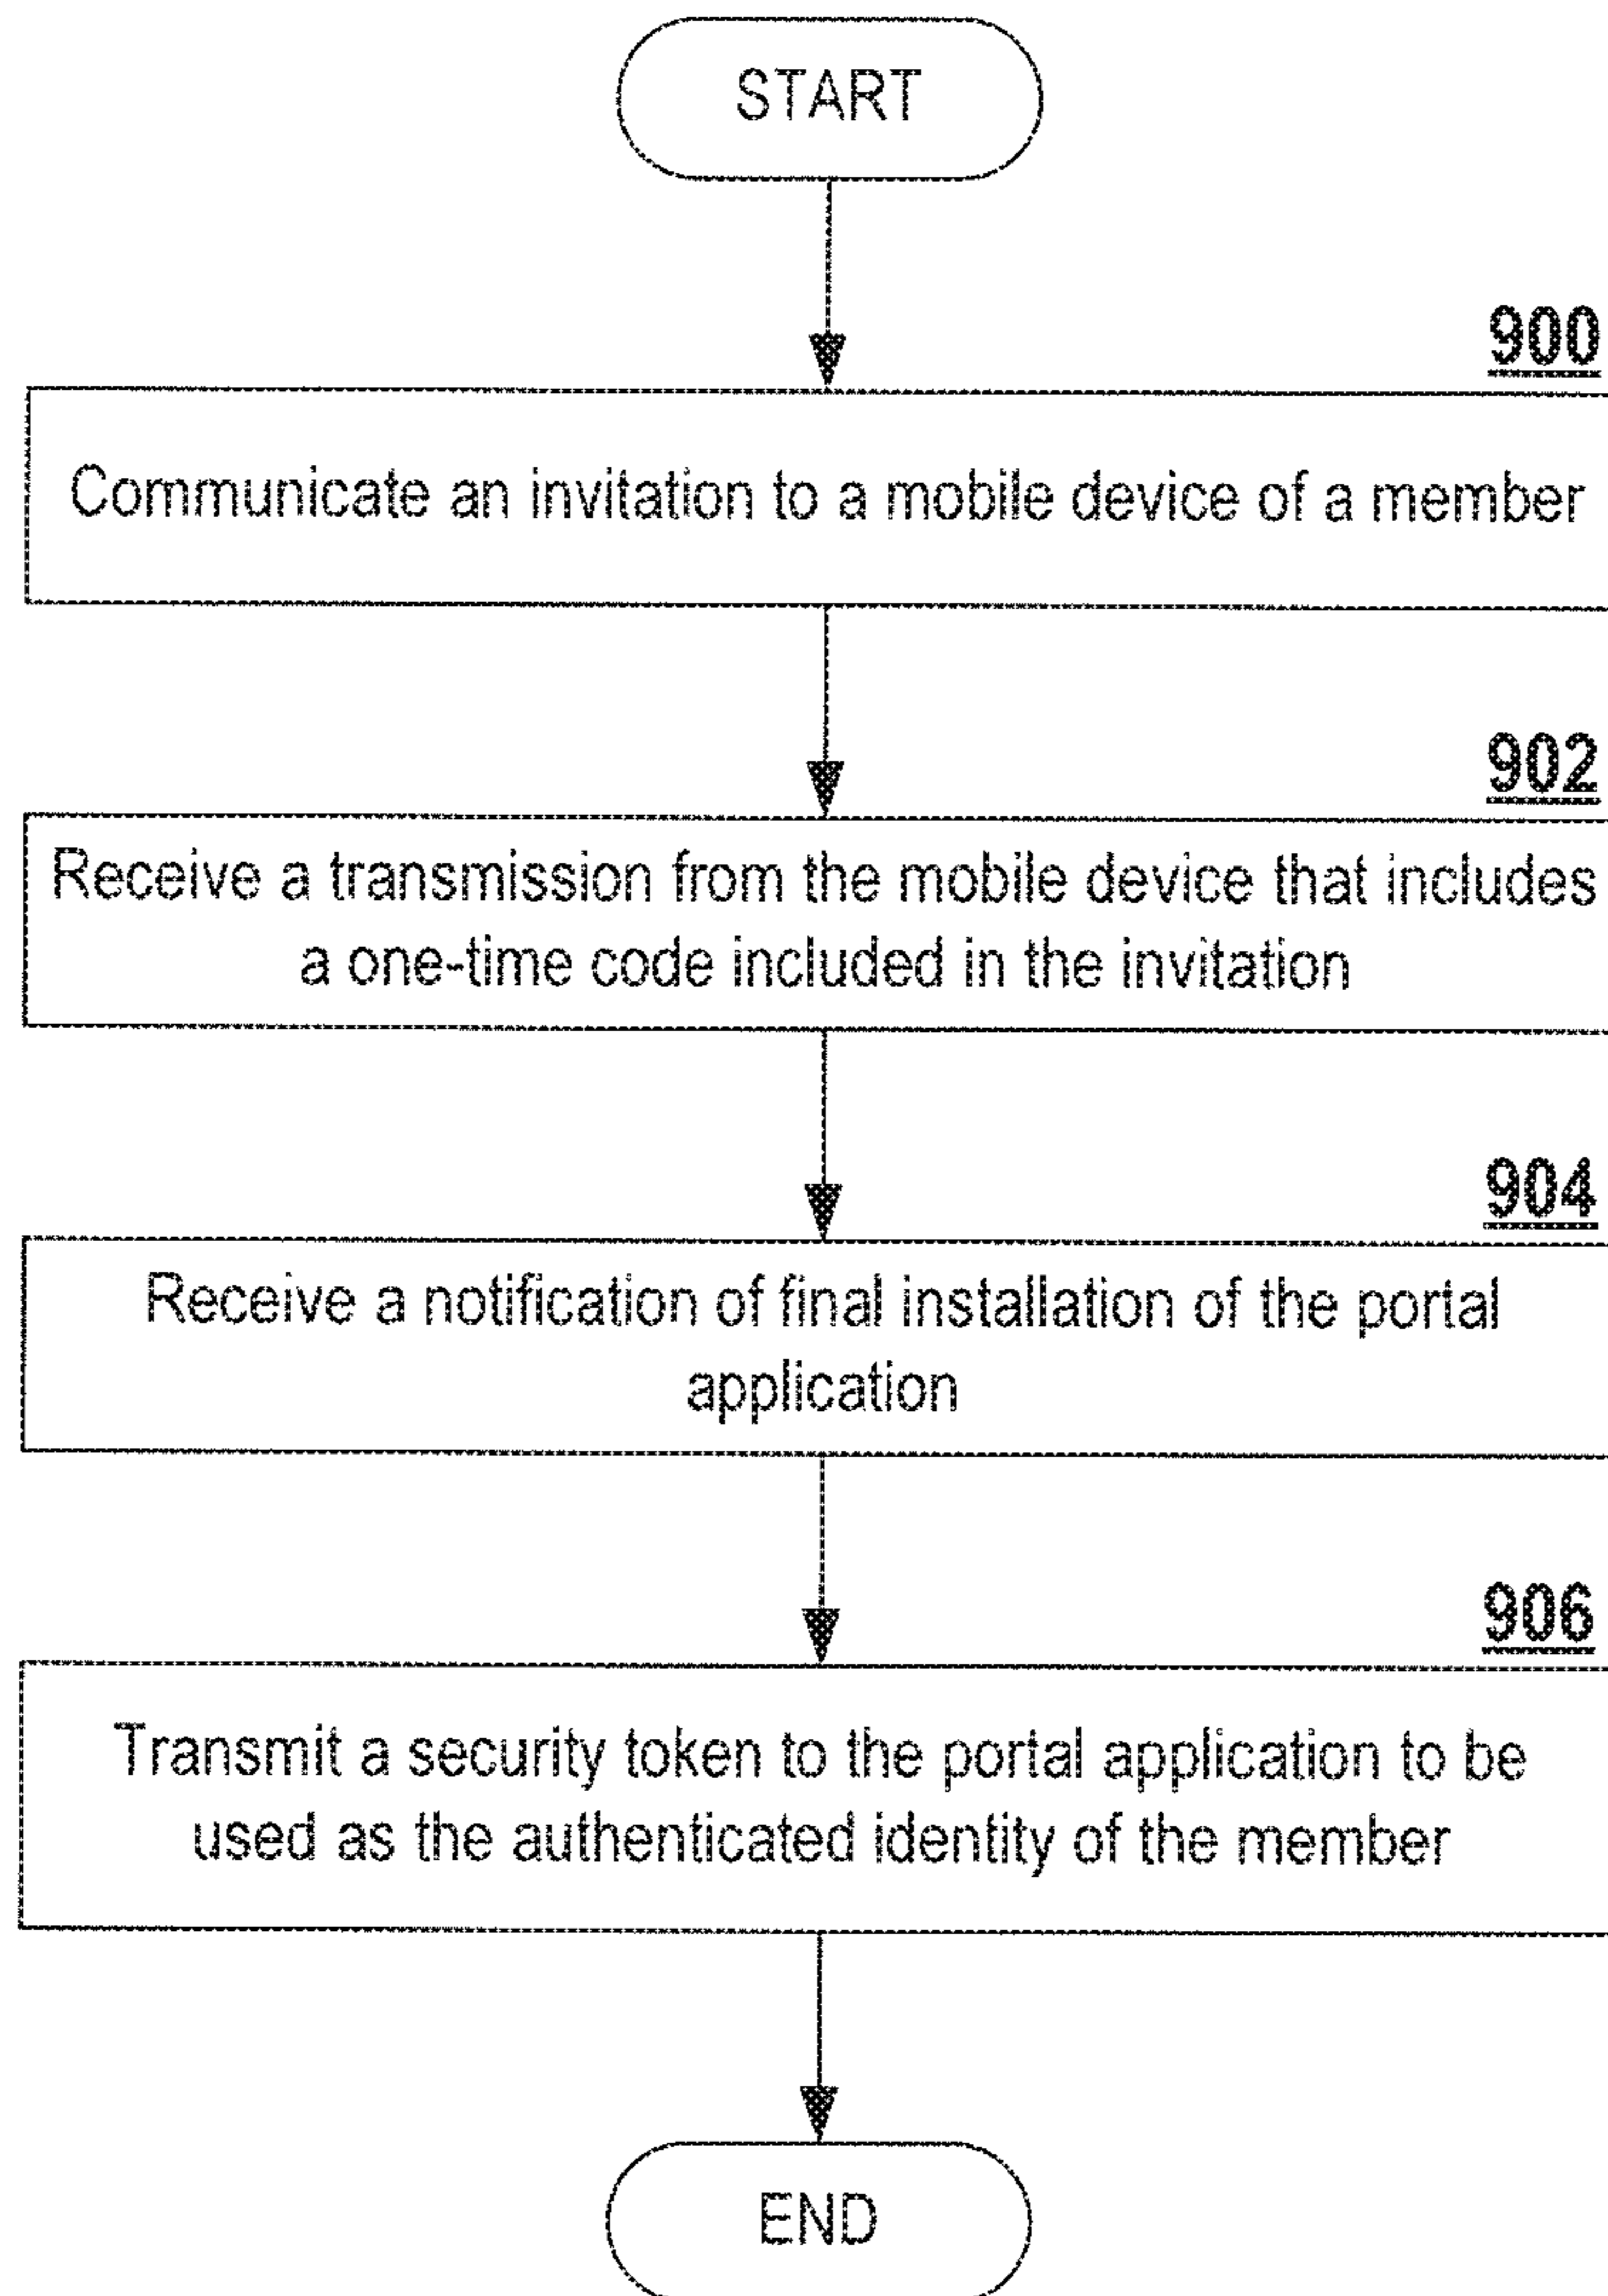 START
900
Communicate an invitation to a mobile device of a member
902
Receive a transmission from the mobile device that includes
a one-time code included in the invitation
904
Receive a notification of final installation of the portal
application
906
Transmit a security token to the portal application to be
used as the authenticated identity of the member
END